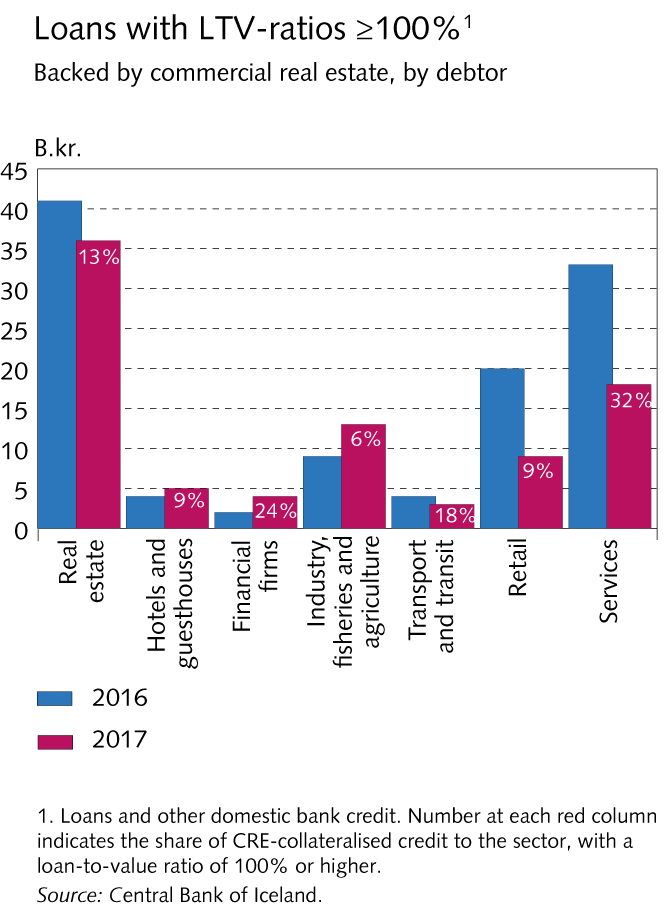 Loans with LTV-ratios ≥100%¹
Backed by commercial real estate, by debtor
B.kr.
45
40
35
30
25
20
15
10
5
0
13%
9%
24%
6%
18%
9%
32%
Real
estate
Hotels and
guesthouses
Financial
firms
Industry,
fisheries and
agriculture
Transport
and transit
Retail
Services
2016
2017
1. Loans and other domestic bank credit. Number at each red column
indicates the share of CRE-collateralised credit to the sector, with a
loan-to-value ratio of 100% or higher.
Source: Central Bank of Iceland.